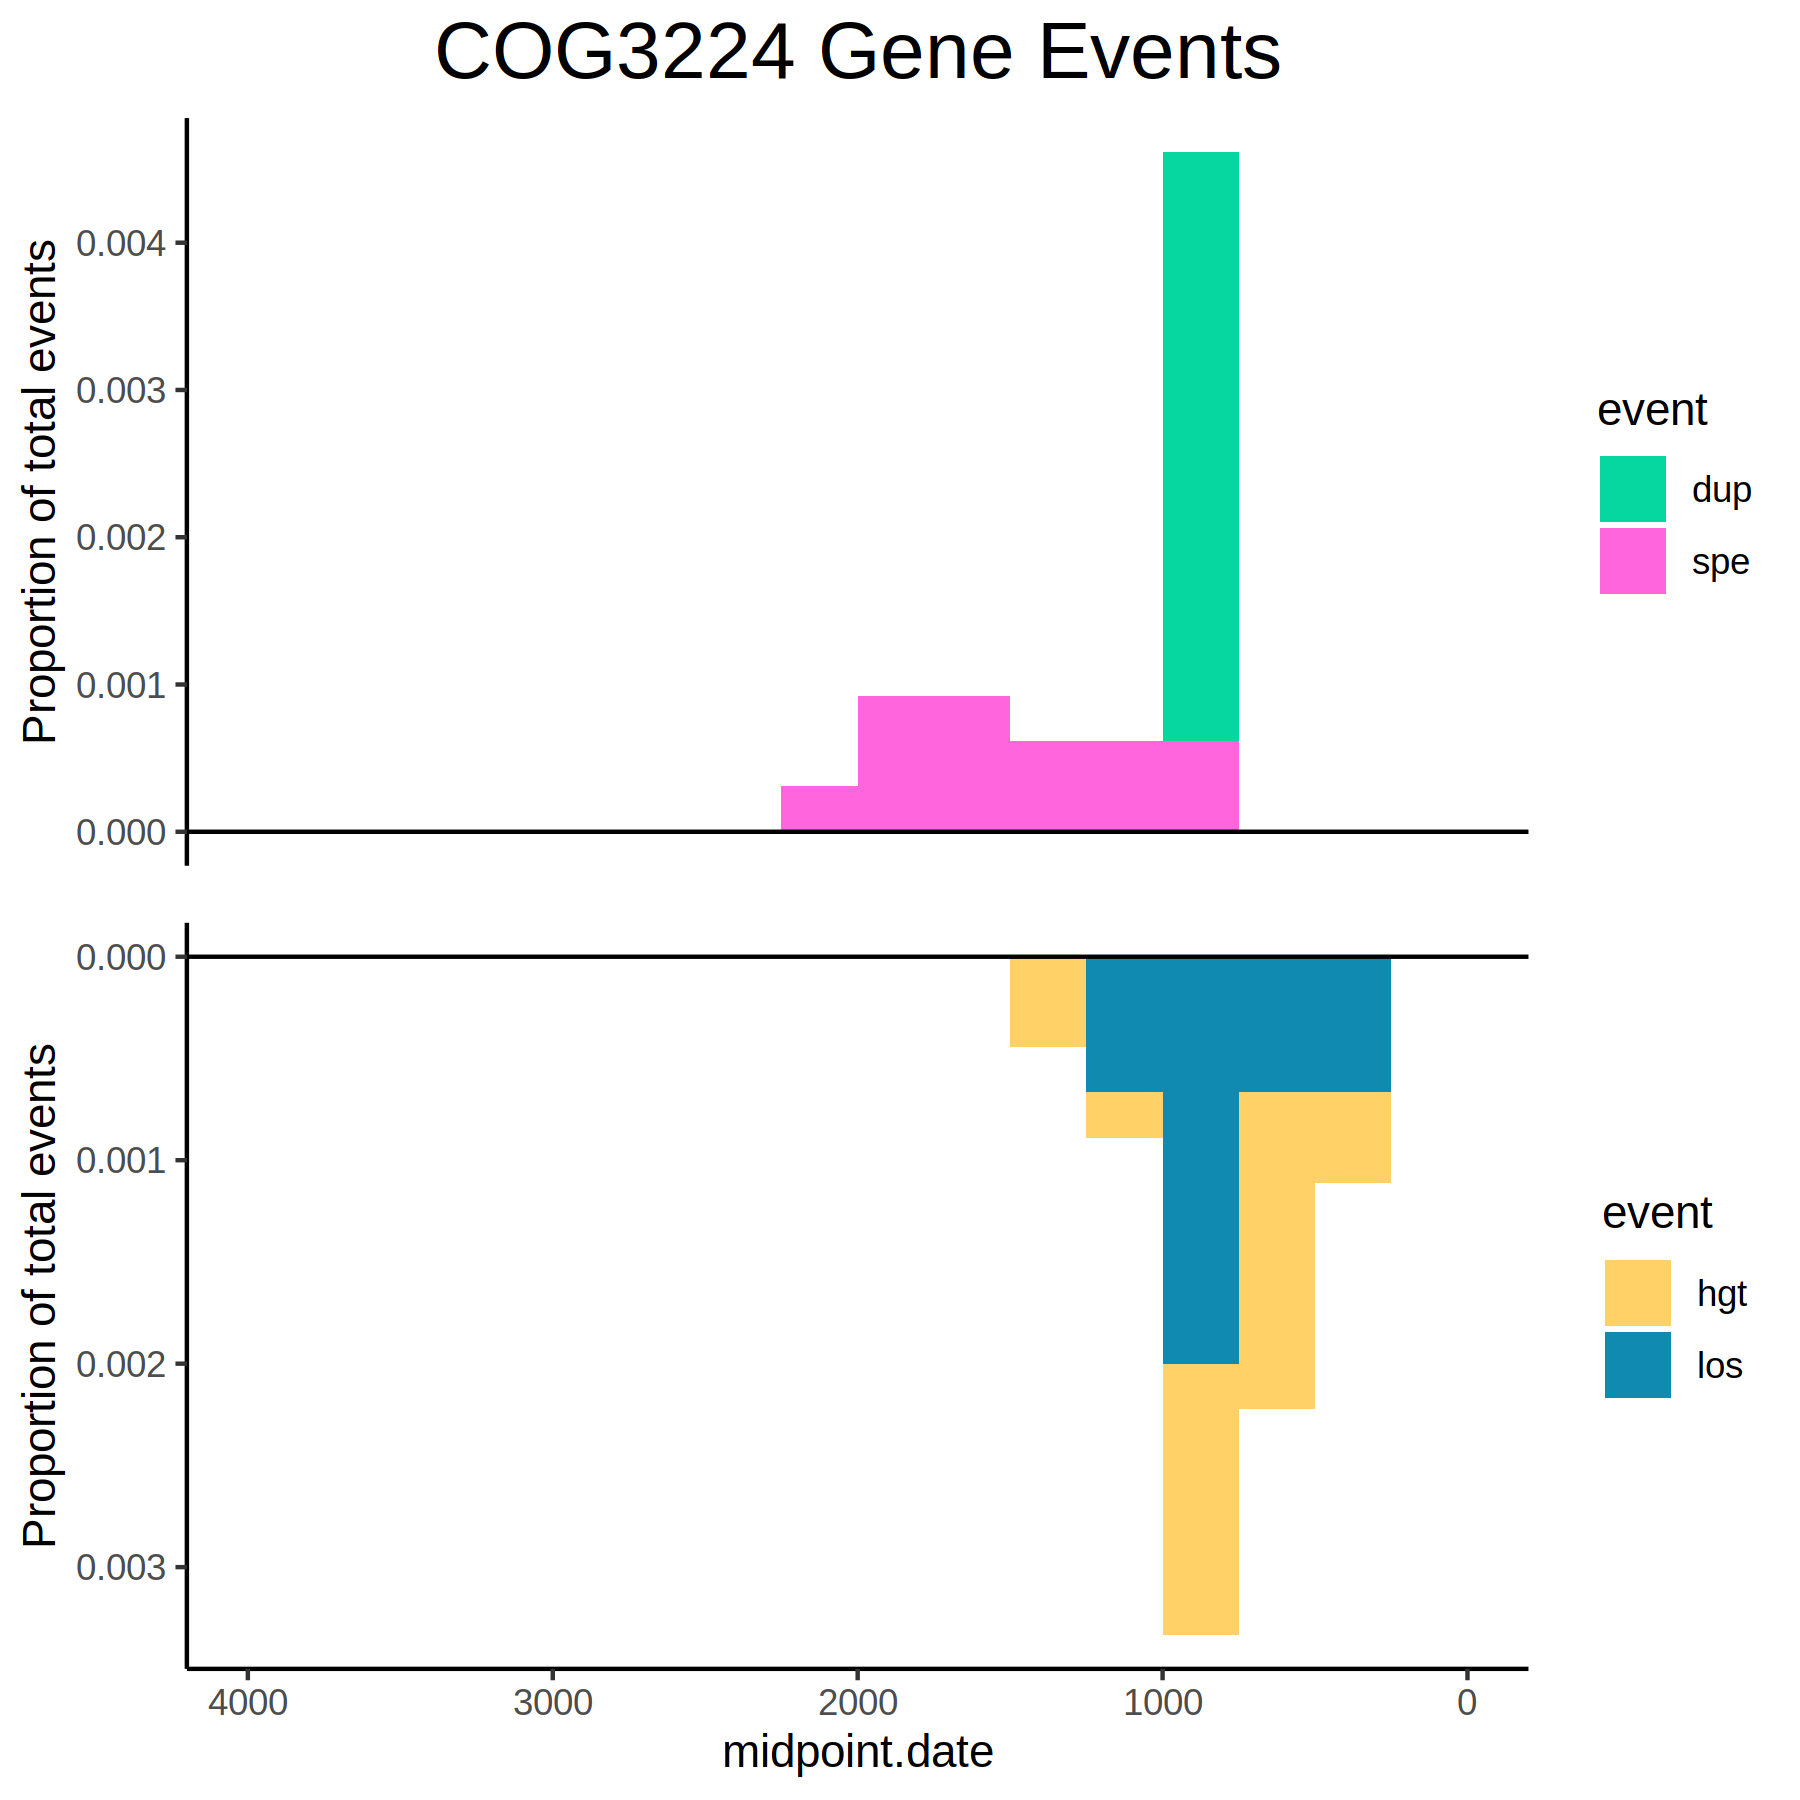 COG3224 Gene Events
Proportion of total events
0.004
0.003
0.002
0.001
0.000
event
dup
spe
Proportion of total events
0.000
0.001
0.002
0.003
event
hgt
los
4000 3000 2000 1000 0
midpoint.date